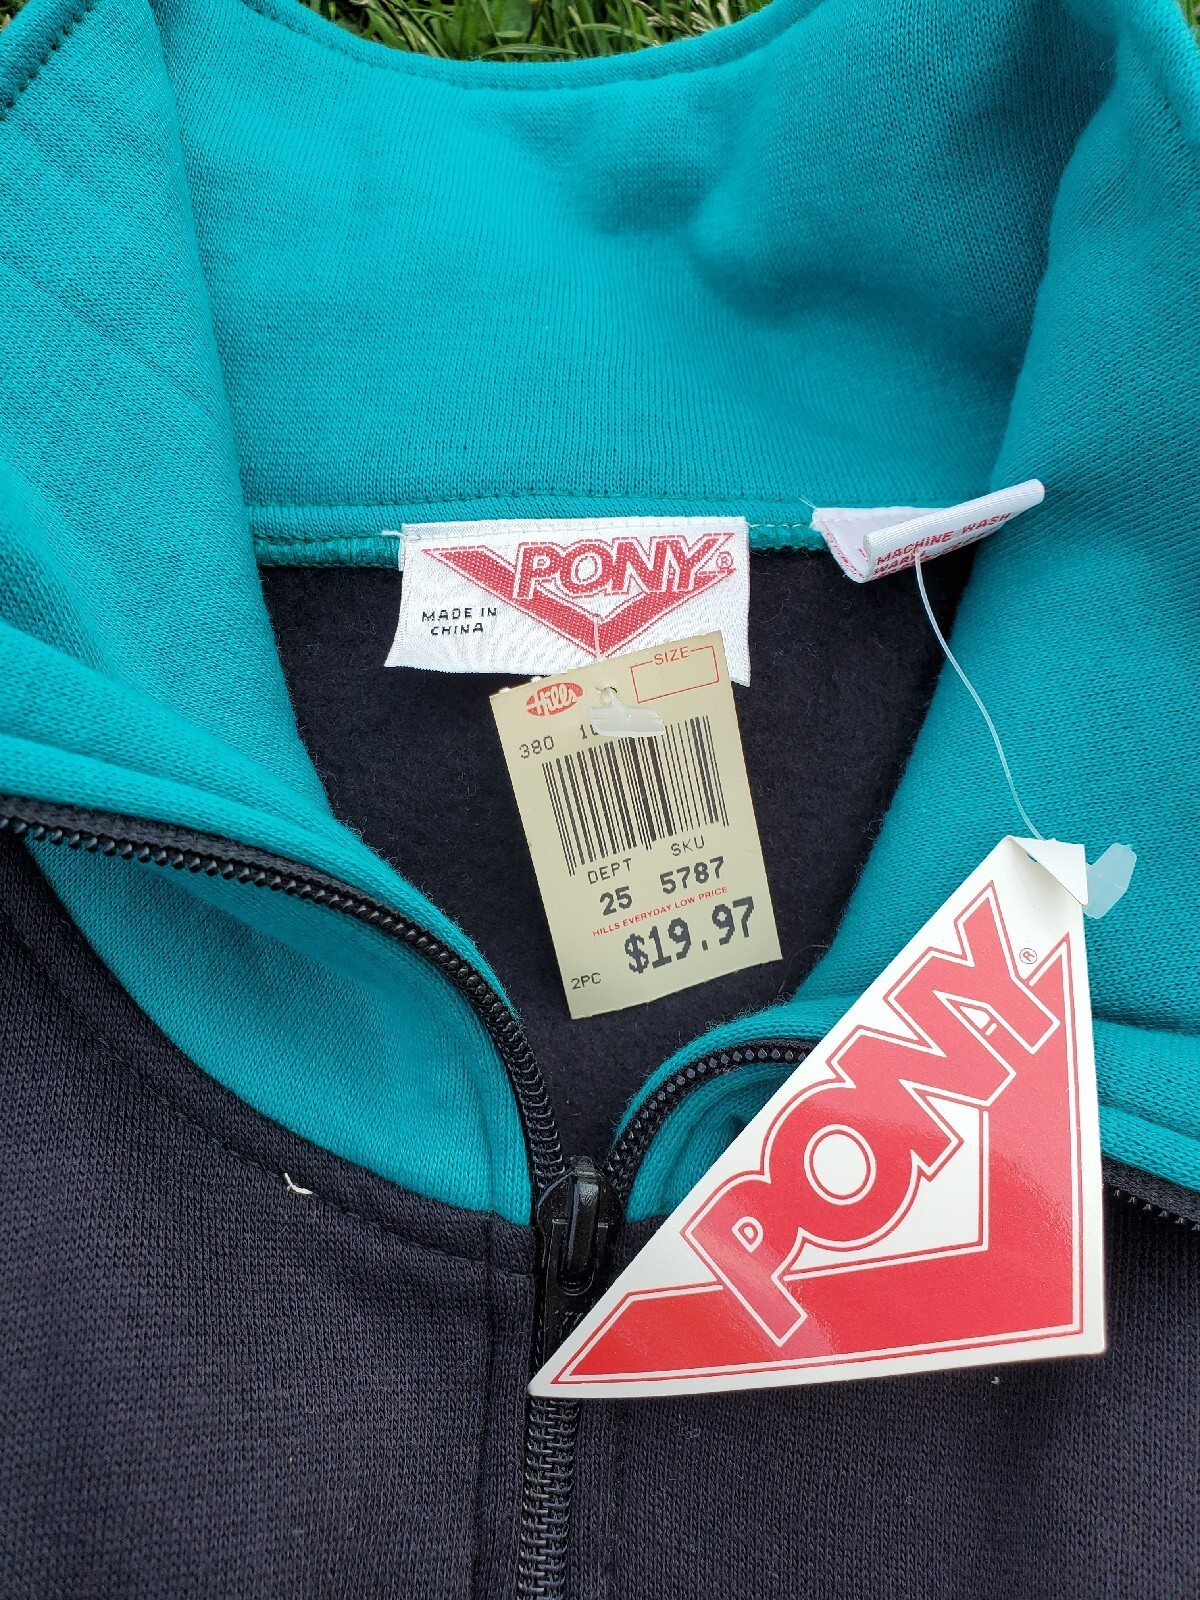 PONY®
MADE IN
CHINA
MACHINE WASH
WARM
Hills
SIZE
380
DEPT SKU
25 5787
HILLS EVERYDAY LOW PRICE
$19.97
2PC
PONY®